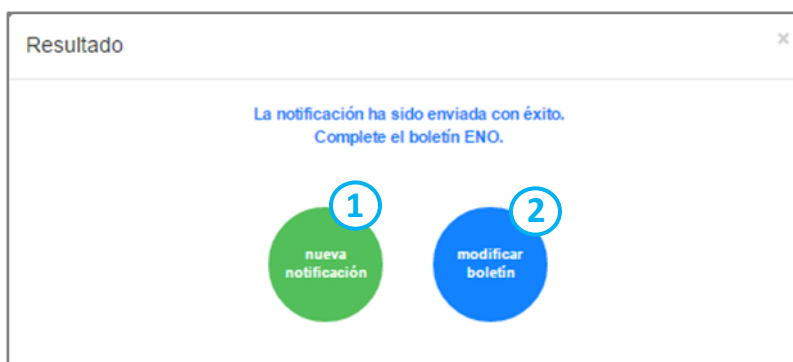 Resultado
×
La notificación ha sido enviada con éxito.
Complete el boletín ENO.
1
2
nueva
notificación
modificar
boletín